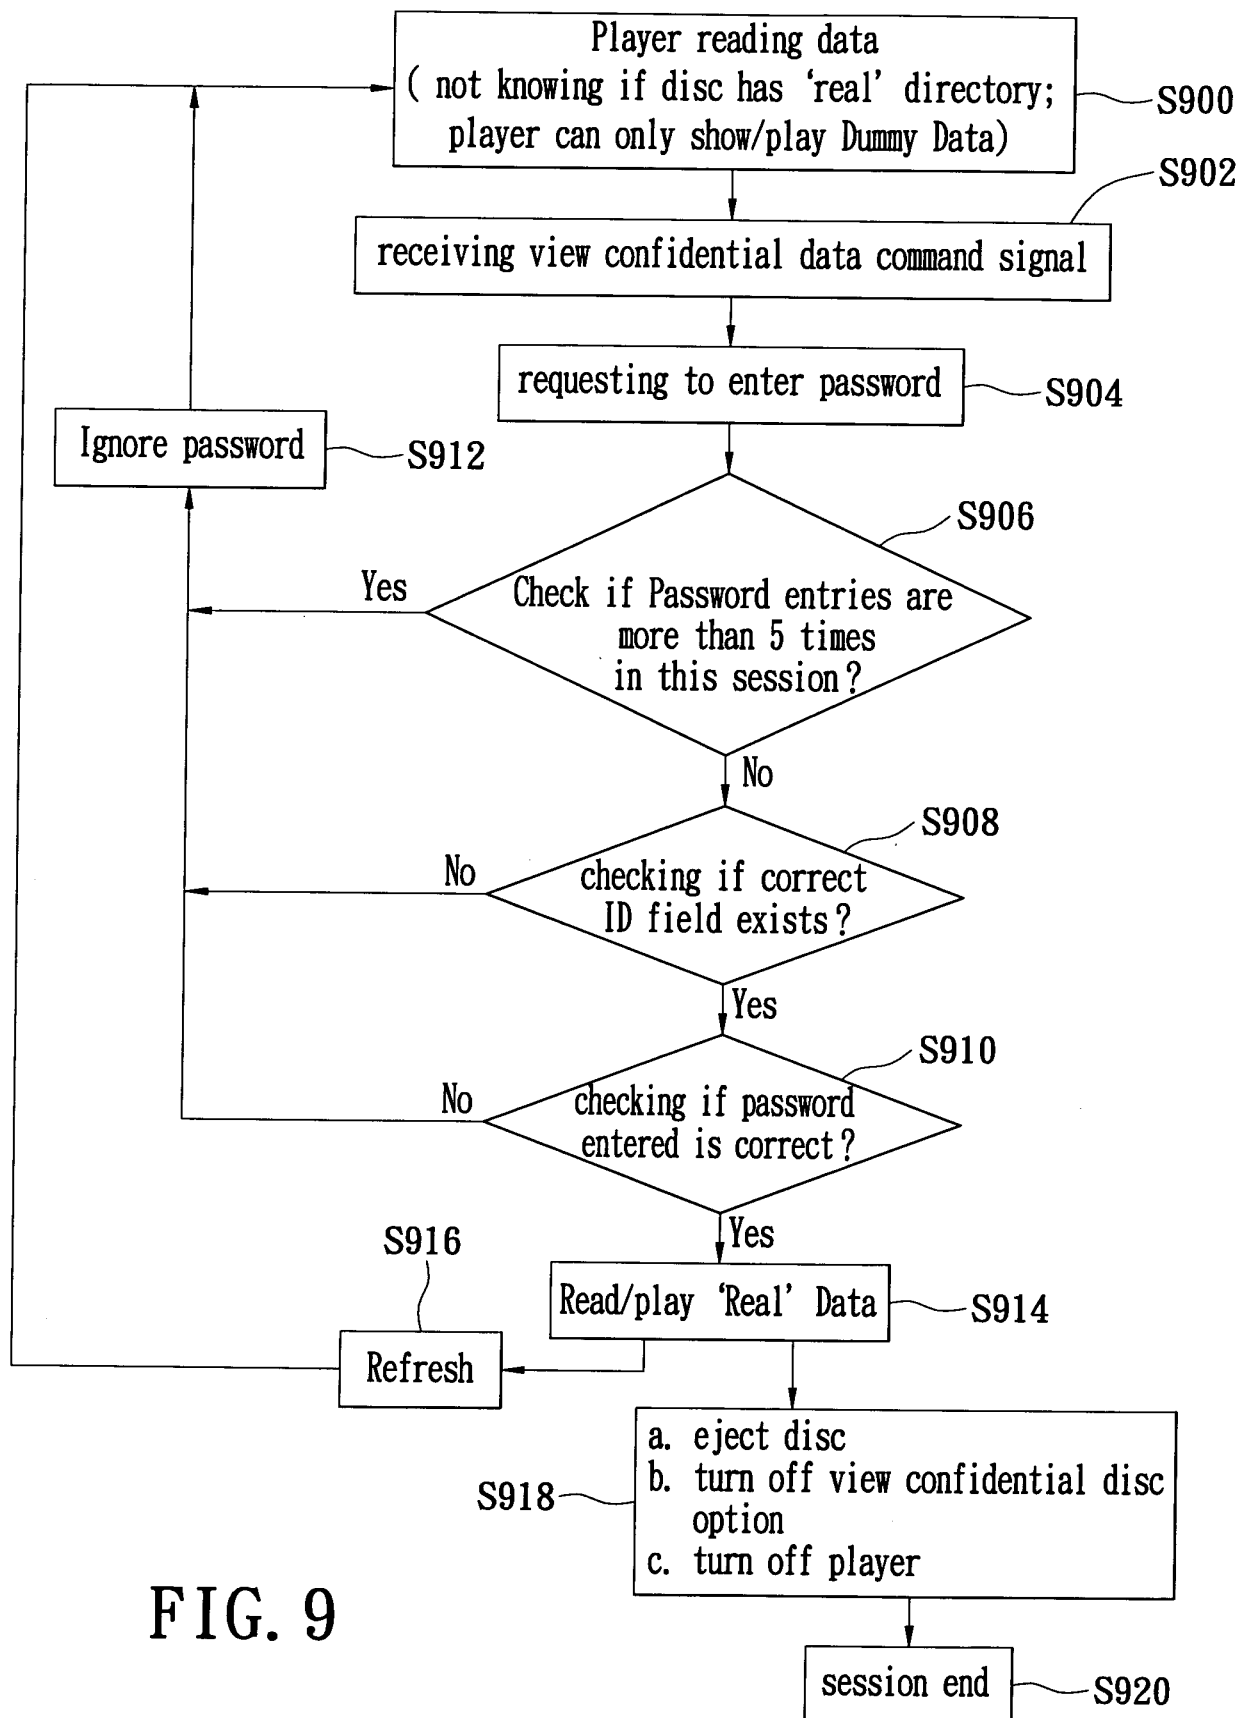 Player reading data
( not knowing if disc has ‘real’ directory;
player can only show/play Dummy Data)
S900
S902
receiving view confidential data command signal
requesting to enter password
S904
Ignore password
S912
S906
Yes
Check if Password entries are
more than 5 times
in this session?
No
S908
No
checking if correct
ID field exists?
Yes
S910
No
checking if password
entered is correct?
Yes
S916
Read/play ‘Real’ Data
S914
Refresh
a. eject disc
b. turn off view confidential disc
option
c. turn off player
S918
FIG. 9
session end
S920